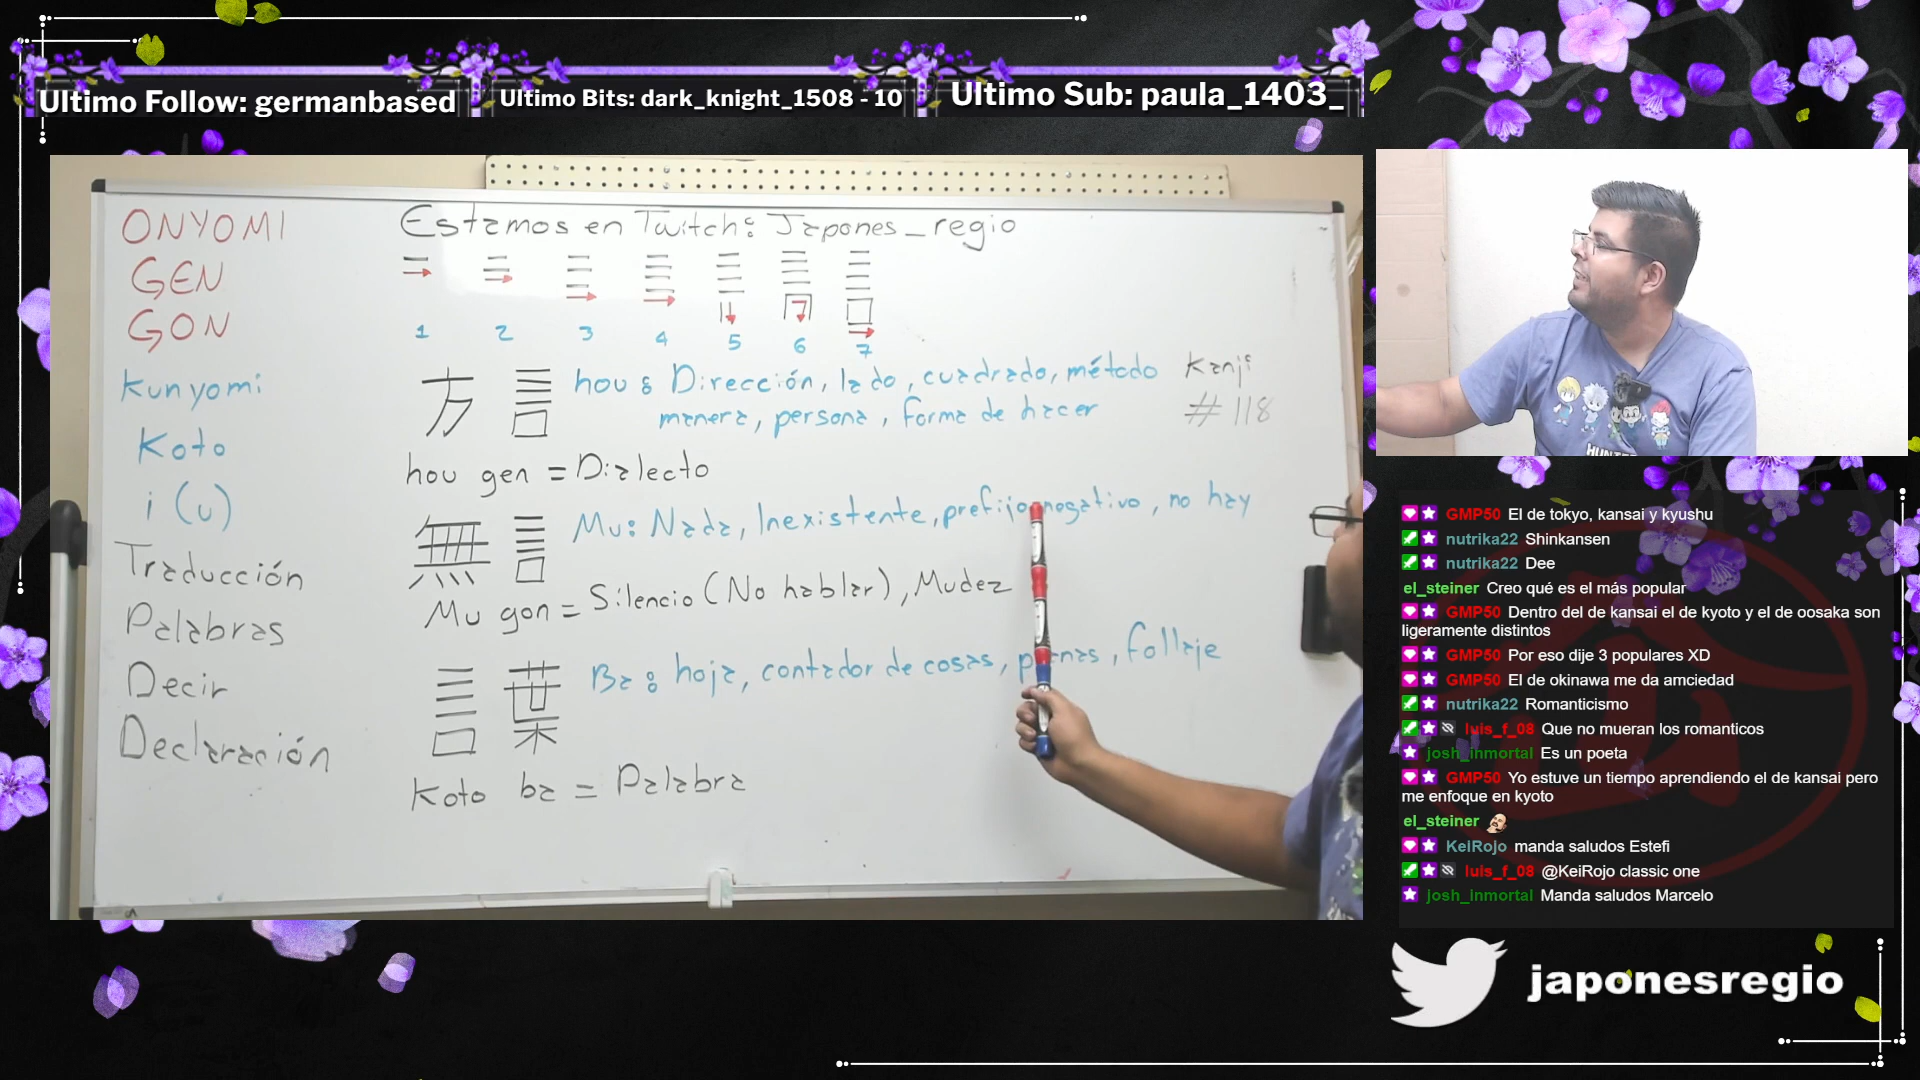 Ultimo Follow: germanbased
Ultimo Bits: dark_knight_1508 - 10
Ultimo Sub: paula_1403_
ONYOMI
GEN
GON
Kunyomi
Koto
i (u)
Traducción
Palabras
Decir
Declaración
Estamos en Twitch: Japones_regio
1 2 3 4 5 6 7
方言 hou: Dirección, lado, cuadrado, método
manera, persona, forma de hacer
Kanji
#118
hou gen = Dialecto
無言 Mu: Nada, Inexistente, prefijo negativo, no hay
Mu gon = Silencio (No hablar), Mudez
言葉 Ba: hoja, contador de cosas, planas, follaje
Koto ba = Palabra
HUNTER
GMP50 El de tokyo, kansai y kyushu
nutrika22 Shinkansen
nutrika22 Dee
el_steiner Creo qué es el más popular
GMP50 Dentro del de kansai el de kyoto y el de oosaka son
ligeramente distintos
GMP50 Por eso dije 3 populares XD
GMP50 El de okinawa me da amciedad
nutrika22 Romanticismo
luis_f_08 Que no mueran los romanticos
josh_inmortal Es un poeta
GMP50 Yo estuve un tiempo aprendiendo el de kansai pero
me enfoque en kyoto
el_steiner
KeiRojo manda saludos Estefi
luis_f_08 @KeiRojo classic one
josh_inmortal Manda saludos Marcelo
japonesregio